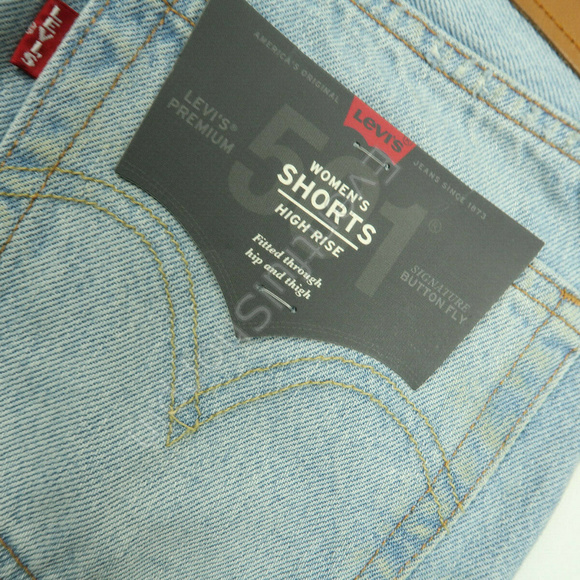 LEVI'S
AMERICA'S ORIGINAL
Levi's
JEANS SINCE 1873
LEVI'S®
PREMIUM
501®
WOMEN'S
SHORTS
HIGH RISE
Fitted through
hip and thigh
SIGNATURE
BUTTON FLY